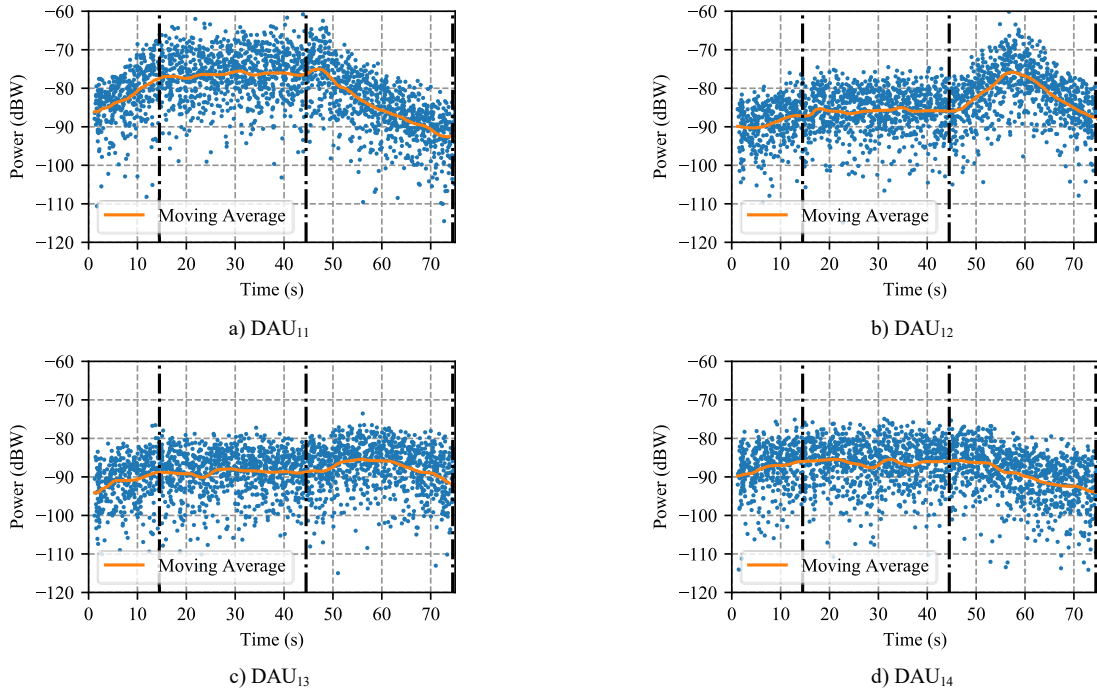 −60
−70
−80
−90
−100
−110
−120
Power (dBW)
Moving Average
0 10 20 30 40 50 60 70
Time (s)
a) DAU₁₁
−60
−70
−80
−90
−100
−110
−120
Power (dBW)
Moving Average
0 10 20 30 40 50 60 70
Time (s)
b) DAU₁₂
−60
−70
−80
−90
−100
−110
−120
Power (dBW)
Moving Average
0 10 20 30 40 50 60 70
Time (s)
c) DAU₁₃
−60
−70
−80
−90
−100
−110
−120
Power (dBW)
Moving Average
0 10 20 30 40 50 60 70
Time (s)
d) DAU₁₄